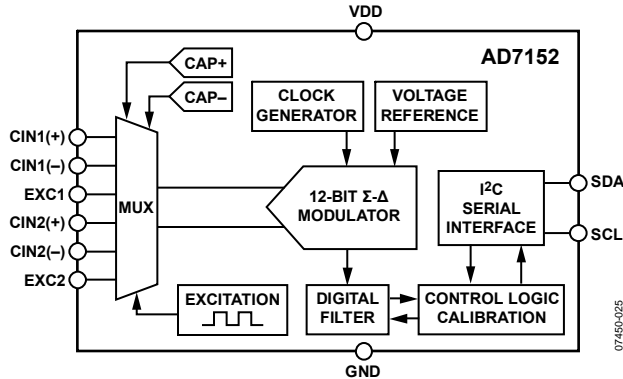 VDD
AD7152
CAP+
CAP–
CLOCK
GENERATOR
VOLTAGE
REFERENCE
CIN1(+)
CIN1(–)
EXC1
CIN2(+)
CIN2(–)
EXC2
MUX
12-BIT Σ-Δ
MODULATOR
I²C
SERIAL
INTERFACE
SDA
SCL
EXCITATION
DIGITAL
FILTER
CONTROL LOGIC
CALIBRATION
GND
07450-025